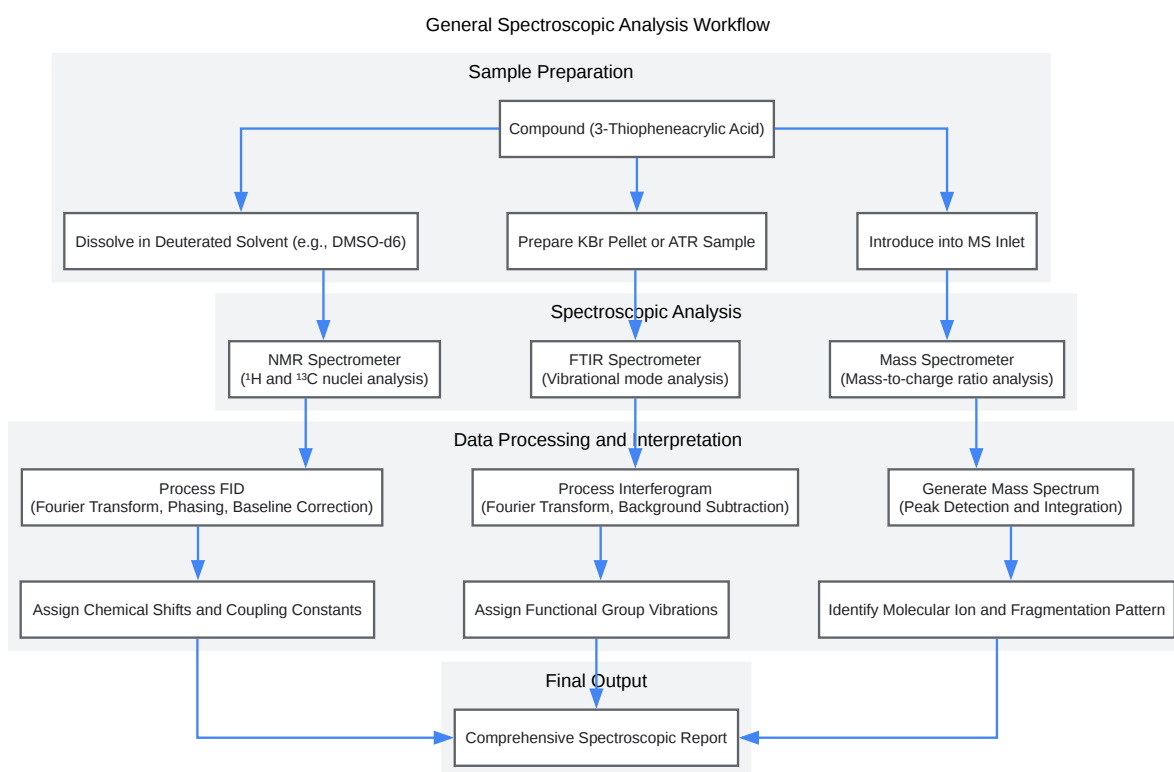 General Spectroscopic Analysis Workflow
Sample Preparation
Compound (3-Thiopheneacrylic Acid)
Dissolve in Deuterated Solvent (e.g., DMSO-d6)
Prepare KBr Pellet or ATR Sample
Introduce into MS Inlet
Spectroscopic Analysis
NMR Spectrometer
(¹H and ¹³C nuclei analysis)
FTIR Spectrometer
(Vibrational mode analysis)
Mass Spectrometer
(Mass-to-charge ratio analysis)
Data Processing and Interpretation
Process FID
(Fourier Transform, Phasing, Baseline Correction)
Process Interferogram
(Fourier Transform, Background Subtraction)
Generate Mass Spectrum
(Peak Detection and Integration)
Assign Chemical Shifts and Coupling Constants
Assign Functional Group Vibrations
Identify Molecular Ion and Fragmentation Pattern
Final Output
Comprehensive Spectroscopic Report